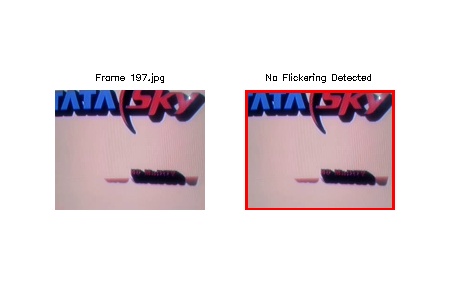 Frame 197.jpg
No Flickering Detected
TATA Sky
TATA Sky